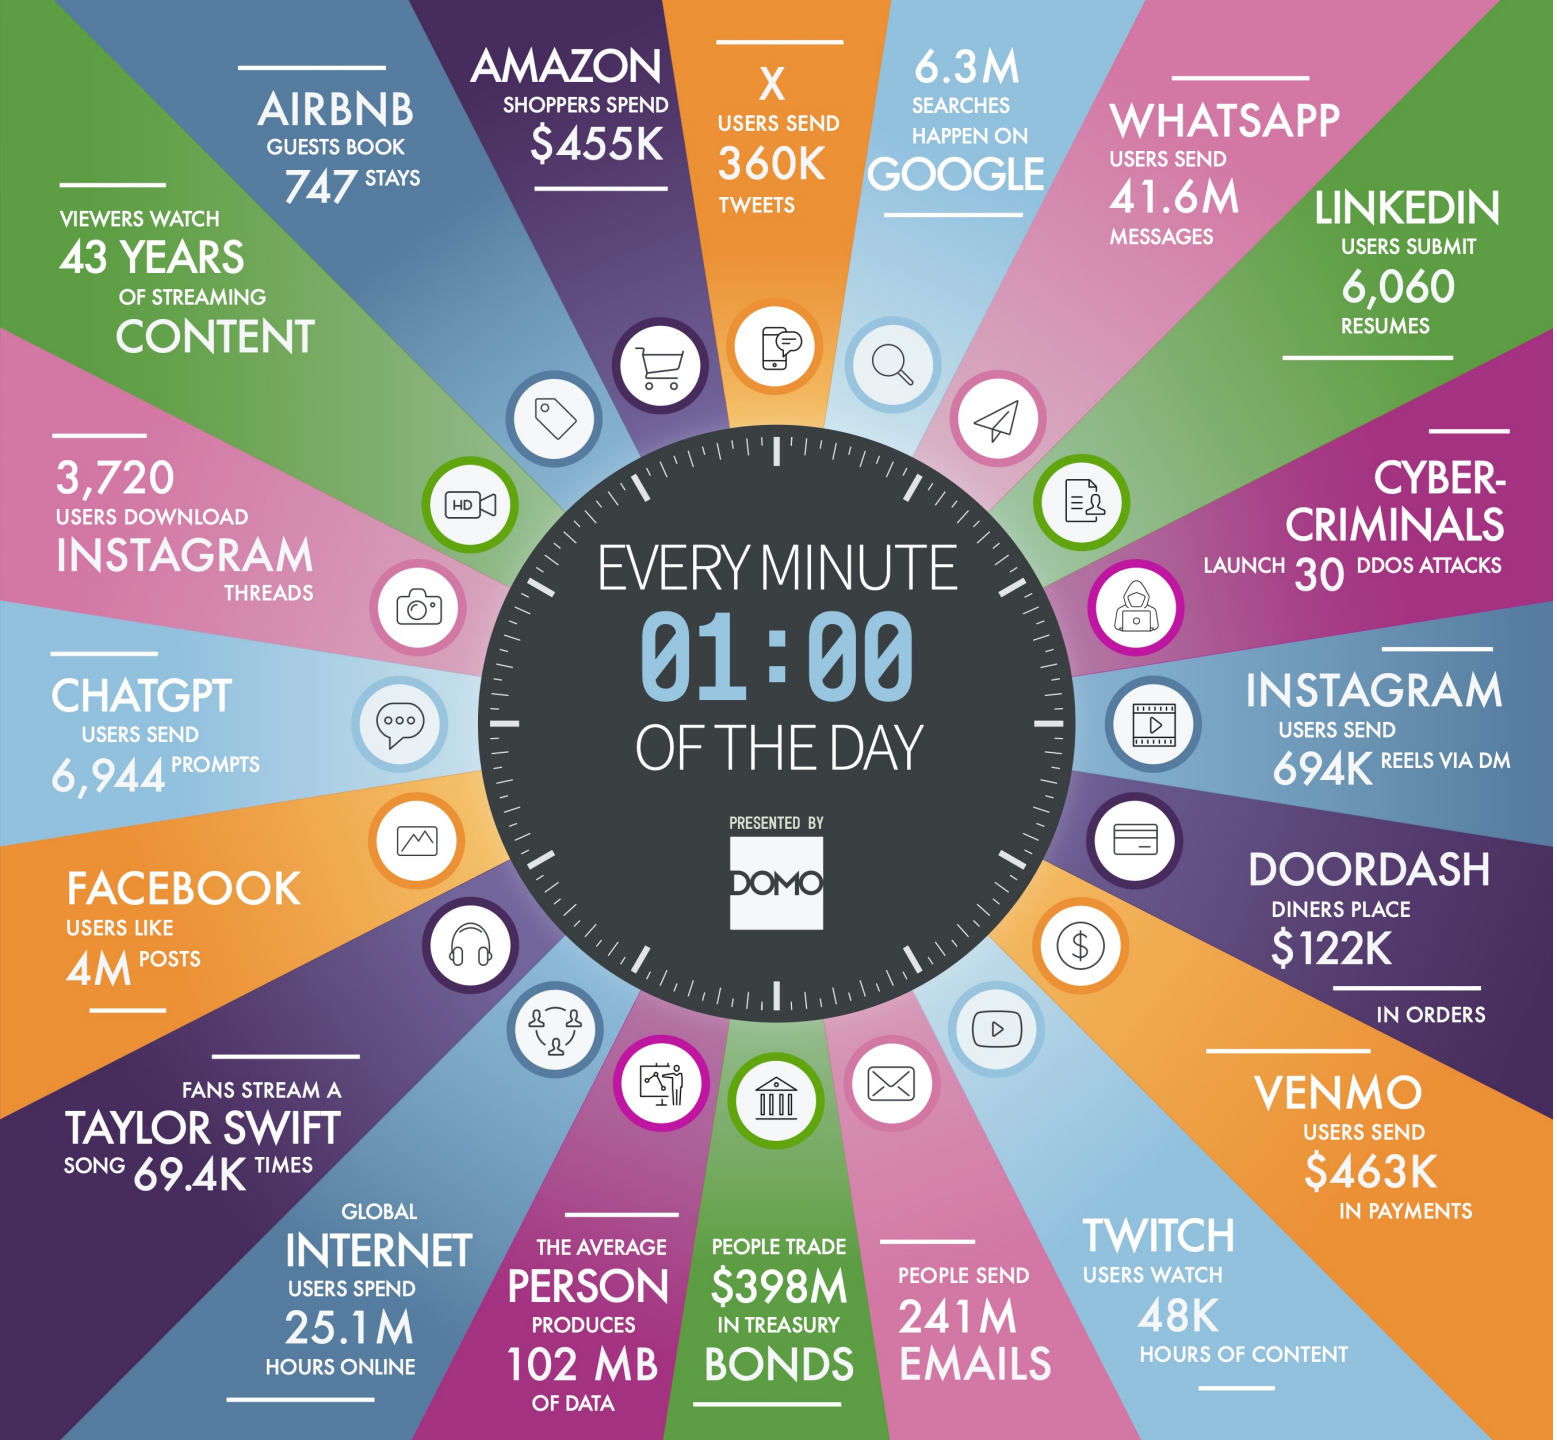 EVERY MINUTE
01:00
OF THE DAY
PRESENTED BY
DOMO
X
USERS SEND
360K
TWEETS
6.3M
SEARCHES
HAPPEN ON
GOOGLE
WHATSAPP
USERS SEND
41.6M
MESSAGES
LINKEDIN
USERS SUBMIT
6,060
RESUMES
CYBER-
CRIMINALS
LAUNCH 30 DDOS ATTACKS
INSTAGRAM
USERS SEND
694K REELS VIA DM
DOORDASH
DINERS PLACE
$122K
IN ORDERS
VENMO
USERS SEND
$463K
IN PAYMENTS
TWITCH
USERS WATCH
48K
HOURS OF CONTENT
PEOPLE SEND
241M
EMAILS
PEOPLE TRADE
$398M
IN TREASURY
BONDS
THE AVERAGE
PERSON
PRODUCES
102 MB
OF DATA
GLOBAL
INTERNET
USERS SPEND
25.1M
HOURS ONLINE
FANS STREAM A
TAYLOR SWIFT
SONG 69.4K TIMES
FACEBOOK
USERS LIKE
4M POSTS
CHATGPT
USERS SEND
6,944 PROMPTS
3,720
USERS DOWNLOAD
INSTAGRAM
THREADS
VIEWERS WATCH
43 YEARS
OF STREAMING
CONTENT
HD
AIRBNB
GUESTS BOOK
747 STAYS
AMAZON
SHOPPERS SPEND
$455K